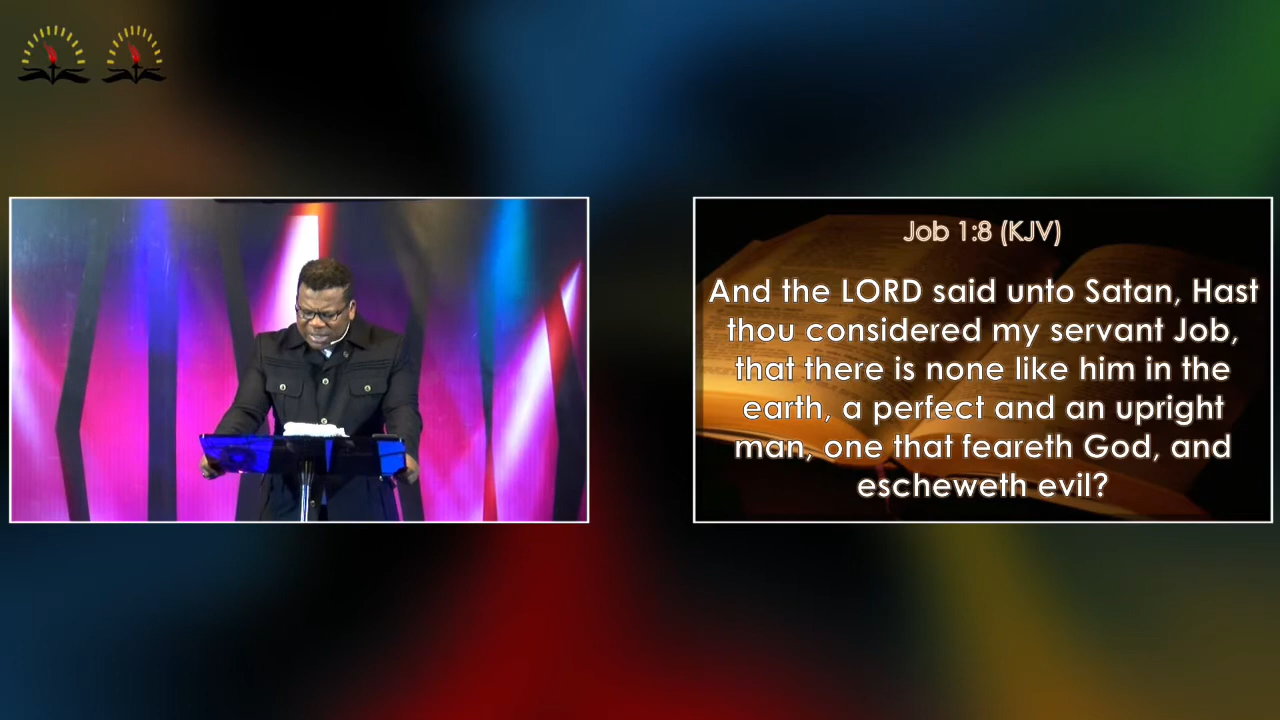 Job 1:8 (KJV)
And the LORD said unto Satan, Hast
thou considered my servant Job,
that there is none like him in the
earth, a perfect and an upright
man, one that feareth God, and
escheweth evil?